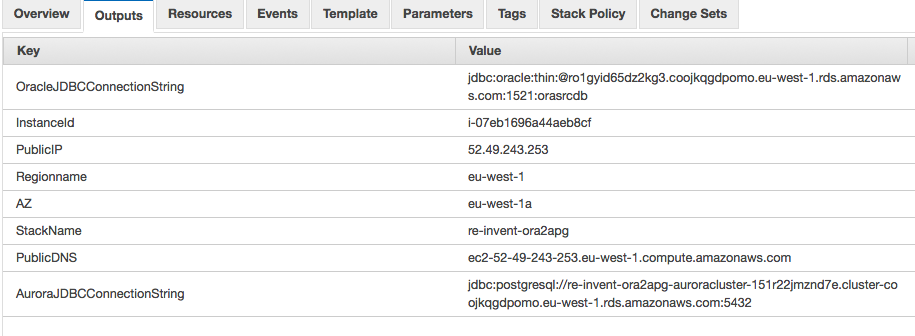 Overview Outputs Resources Events Template Parameters Tags Stack Policy Change Sets
Key Value
OracleJDBCConnectionString jdbc:oracle:thin:@ro1gyid65dz2kg3.coojkqgdpomo.eu-west-1.rds.amazonaw
s.com:1521:orasrcdb
InstanceId i-07eb1696a44aeb8cf
PublicIP 52.49.243.253
Regionname eu-west-1
AZ eu-west-1a
StackName re-invent-ora2apg
PublicDNS ec2-52-49-243-253.eu-west-1.compute.amazonaws.com
AuroraJDBCConnectionString jdbc:postgresql://re-invent-ora2apg-auroracluster-151r22jmznd7e.cluster-co
ojkqgdpomo.eu-west-1.rds.amazonaws.com:5432